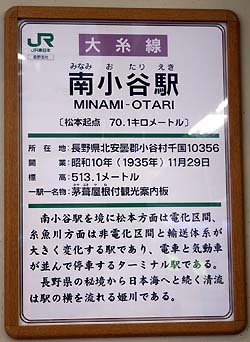 JR
JR東日本
長野支社
大糸線
みなみ おたり えき
南小谷駅
MINAMI-OTARI
〔松本起点 70.1キロメートル〕
所在地:長野県北安曇郡小谷村千国10356
開業:昭和10年(1935年)11月29日
標高:513.1メートル
一駅一名物:茅葺屋根付観光案内板
南小谷駅を境に松本方面は電化区間、
糸魚川方面は非電化区間と輸送体系が
大きく変化する駅であり、電車と気動車
が並んで停車するターミナル駅である。
長野県の秘境から日本海へと続く清流
は駅の横を流れる姫川である。